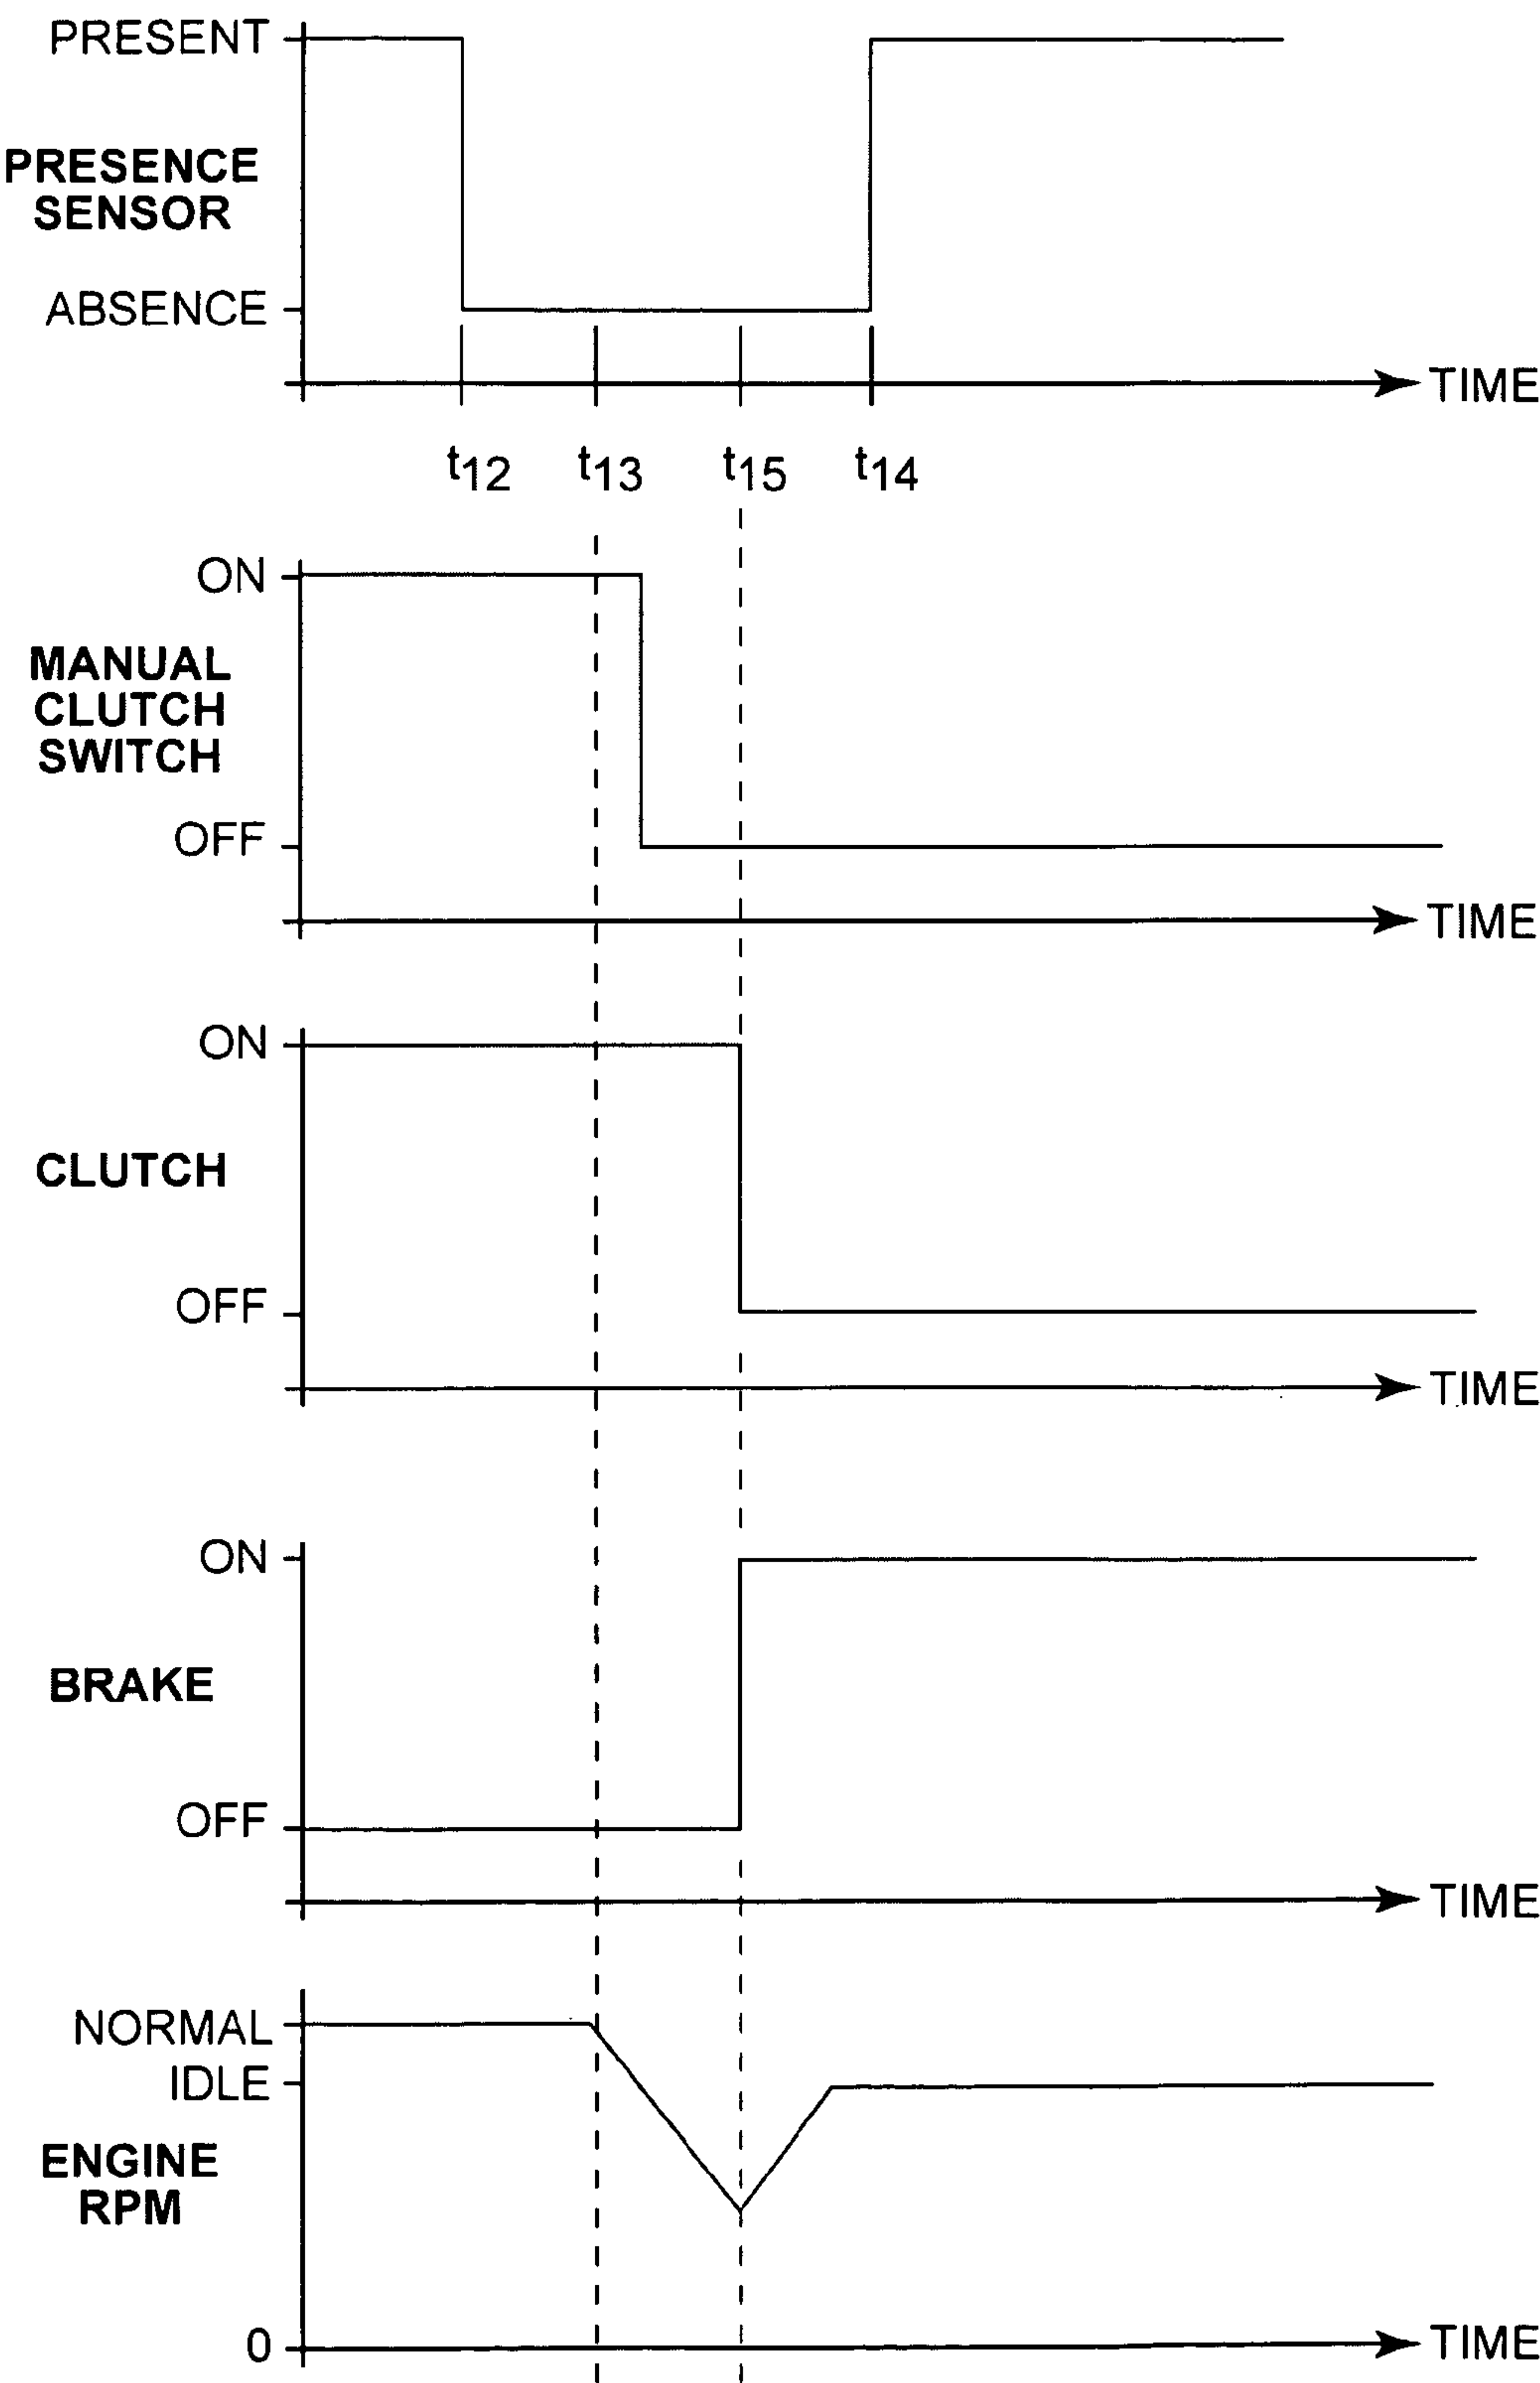 PRESENT
PRESENCE
SENSOR
ABSENCE
TIME
t12 t13 t15 t14
ON
MANUAL
CLUTCH
SWITCH
OFF
TIME
ON
CLUTCH
OFF
TIME
ON
BRAKE
OFF
TIME
NORMAL
IDLE
ENGINE
RPM
0
TIME